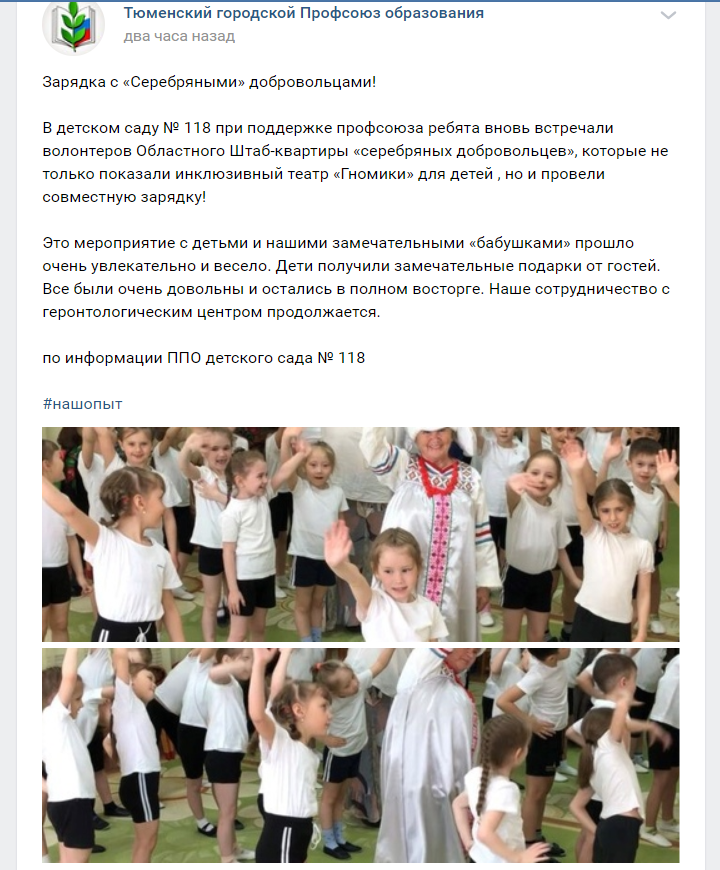 Тюменский городской Профсоюз образования
два часа назад
Зарядка с «Серебряными» добровольцами!
В детском саду № 118 при поддержке профсоюза ребята вновь встречали
волонтеров Областного Штаб-квартиры «серебряных добровольцев», которые не
только показали инклюзивный театр «Гномики» для детей , но и провели
совместную зарядку!
Это мероприятие с детьми и нашими замечательными «бабушками» прошло
очень увлекательно и весело. Дети получили замечательные подарки от гостей.
Все были очень довольны и остались в полном восторге. Наше сотрудничество с
геронтологическим центром продолжается.
по информации ППО детского сада № 118
#нашопыт